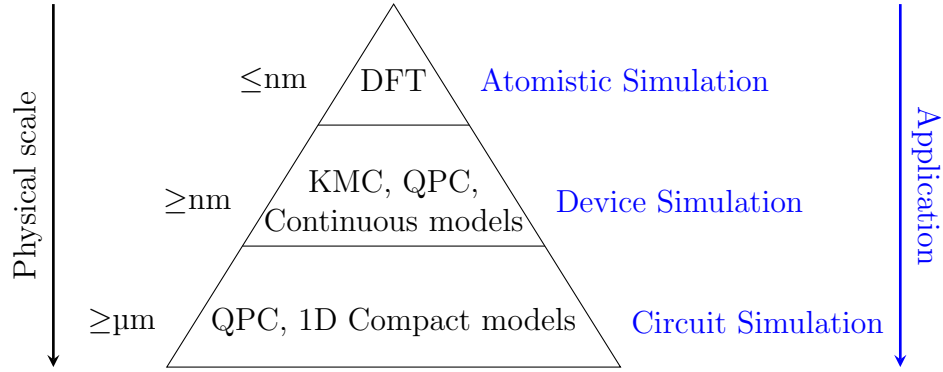 Physical scale
≤nm
DFT
Atomistic Simulation
≥nm
KMC, QPC,
Continuous models
Device Simulation
≥µm
QPC, 1D Compact models
Circuit Simulation
Application